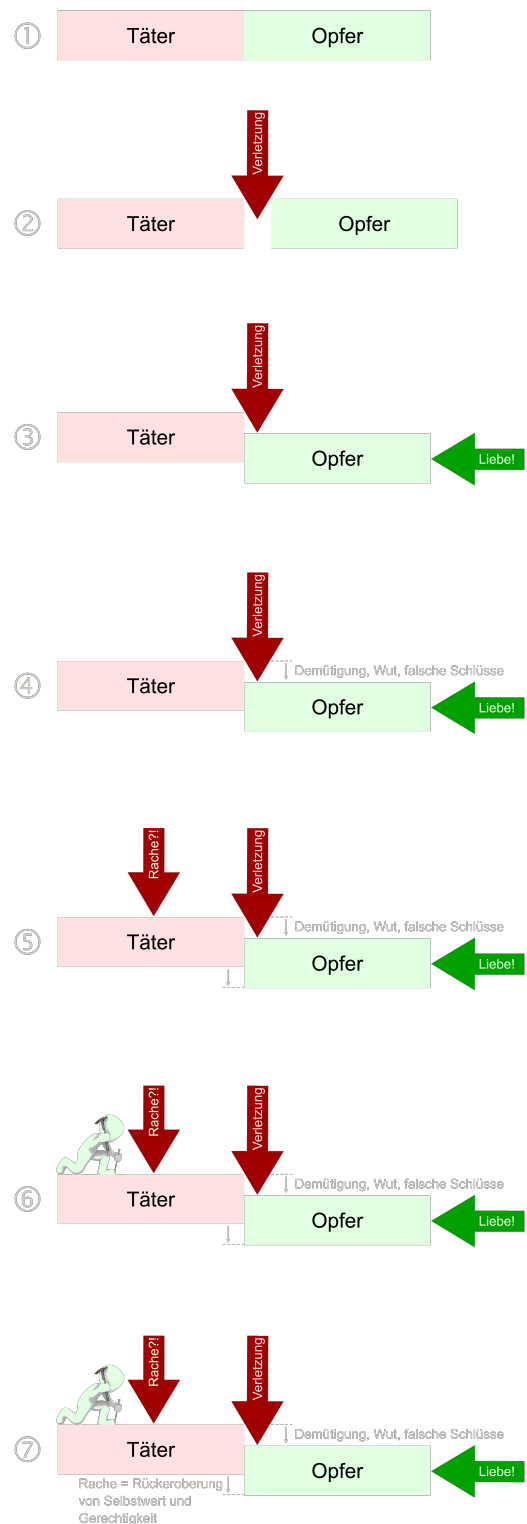 ① Täter Opfer
Verletzung
② Täter Opfer
Verletzung
③ Täter Opfer Liebe!
Verletzung
Demütigung, Wut, falsche Schlüsse
④ Täter Opfer Liebe!
Rache?! Verletzung
Demütigung, Wut, falsche Schlüsse
⑤ Täter Opfer Liebe!
Rache?! Verletzung
Demütigung, Wut, falsche Schlüsse
⑥ Täter Opfer Liebe!
Rache?! Verletzung
Demütigung, Wut, falsche Schlüsse
⑦ Täter Opfer Liebe!
Rache = Rückeroberung
von Selbstwert und
Gerechtigkeit